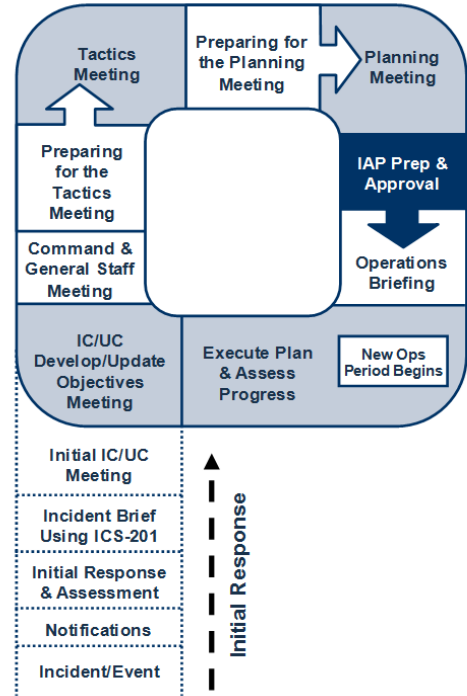 Tactics
Meeting
Preparing for
the Planning
Meeting
Planning
Meeting
Preparing
for the
Tactics
Meeting
IAP Prep &
Approval
Command &
General Staff
Meeting
Operations
Briefing
IC/UC
Develop/Update
Objectives
Meeting
Execute Plan
& Assess
Progress
New Ops
Period Begins
Initial IC/UC
Meeting
Incident Brief
Using ICS-201
Initial Response
& Assessment
Notifications
Incident/Event
Initial Response